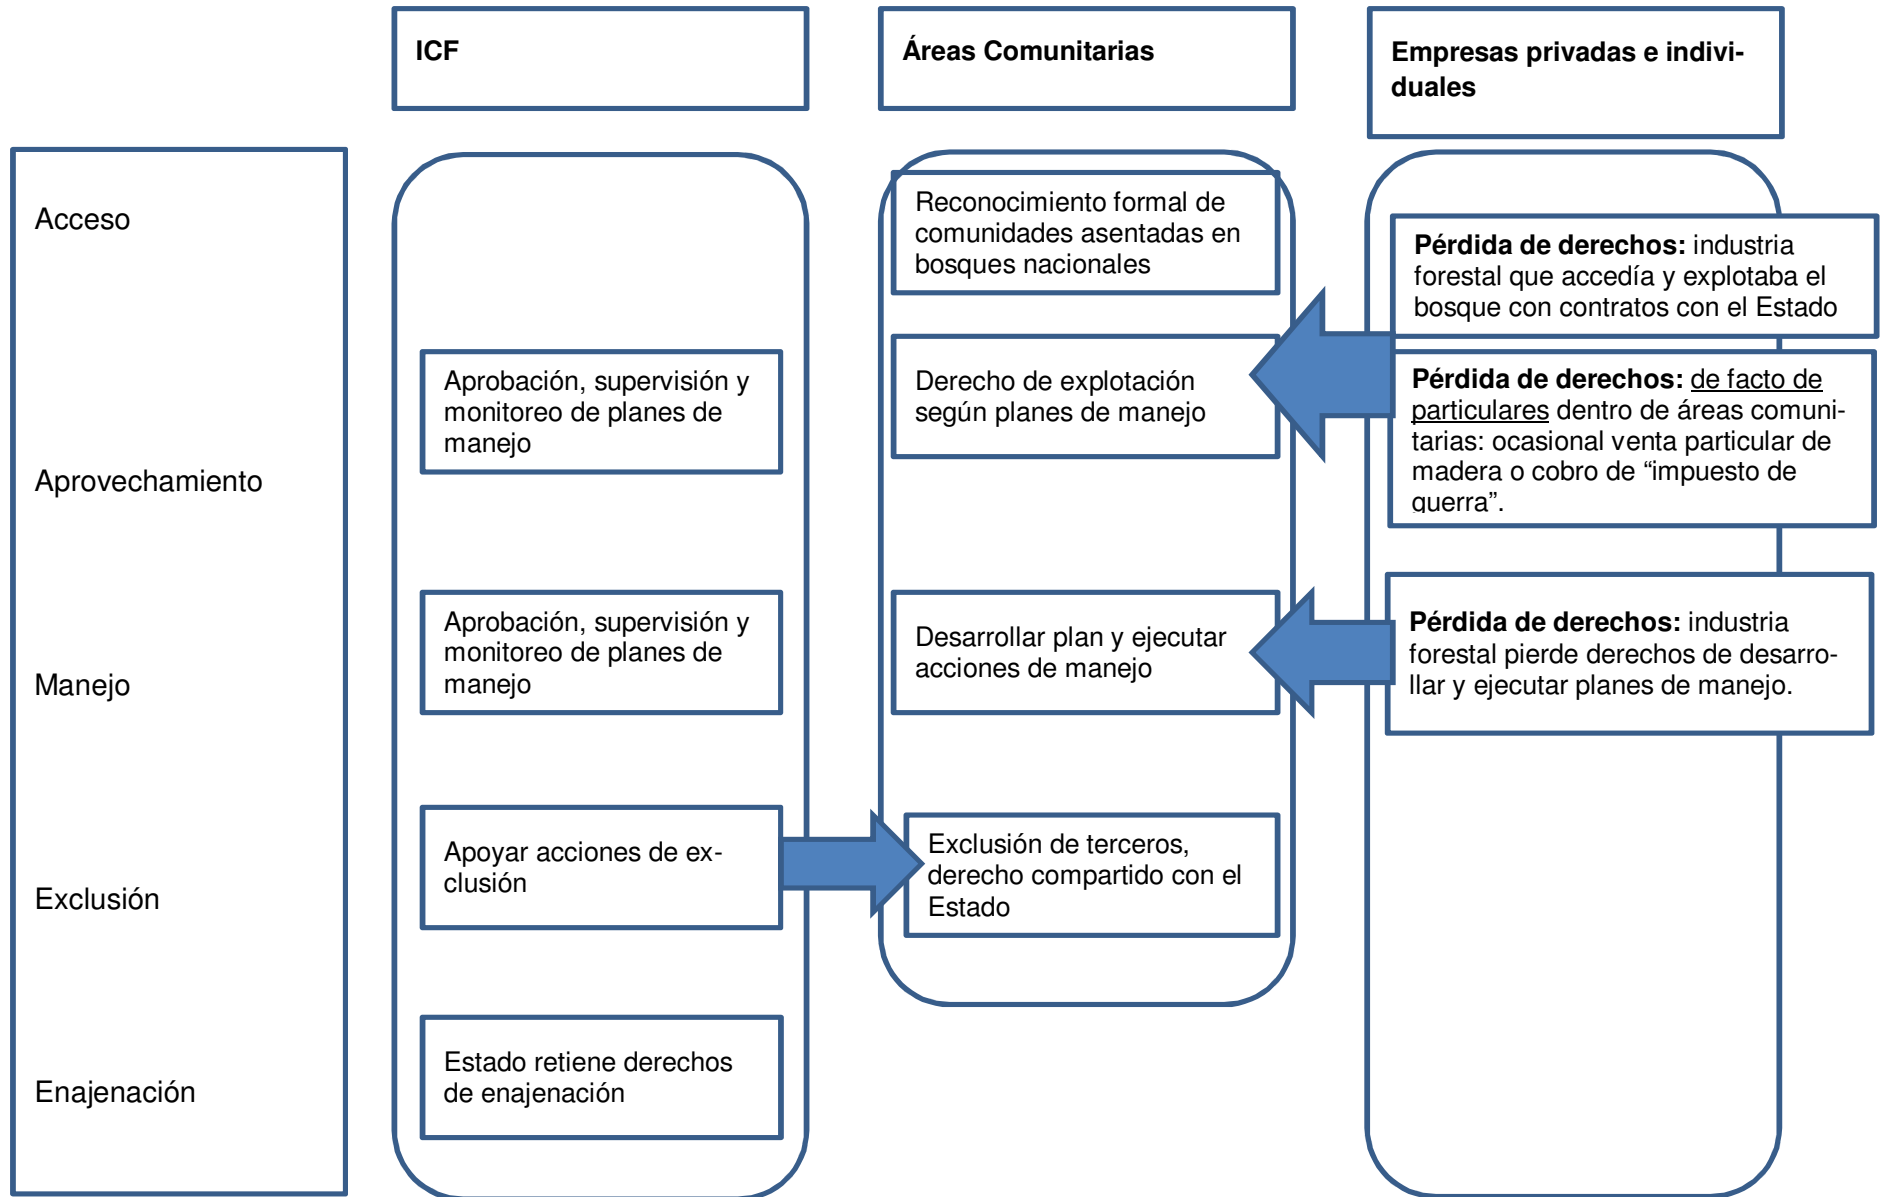 ICF
Áreas Comunitarias
Empresas privadas e indivi-
duales
Acceso
Reconocimiento formal de
comunidades asentadas en
bosques nacionales
Pérdida de derechos: industria
forestal que accedía y explotaba el
bosque con contratos con el Estado
Aprovechamiento
Aprobación, supervisión y
monitoreo de planes de
manejo
Derecho de explotación
según planes de manejo
Pérdida de derechos: de facto de
particulares dentro de áreas comuni-
tarias: ocasional venta particular de
madera o cobro de “impuesto de
guerra”.
Manejo
Aprobación, supervisión y
monitoreo de planes de
manejo
Desarrollar plan y ejecutar
acciones de manejo
Pérdida de derechos: industria
forestal pierde derechos de desarro-
llar y ejecutar planes de manejo.
Exclusión
Apoyar acciones de ex-
clusión
Exclusión de terceros,
derecho compartido con el
Estado
Enajenación
Estado retiene derechos
de enajenación